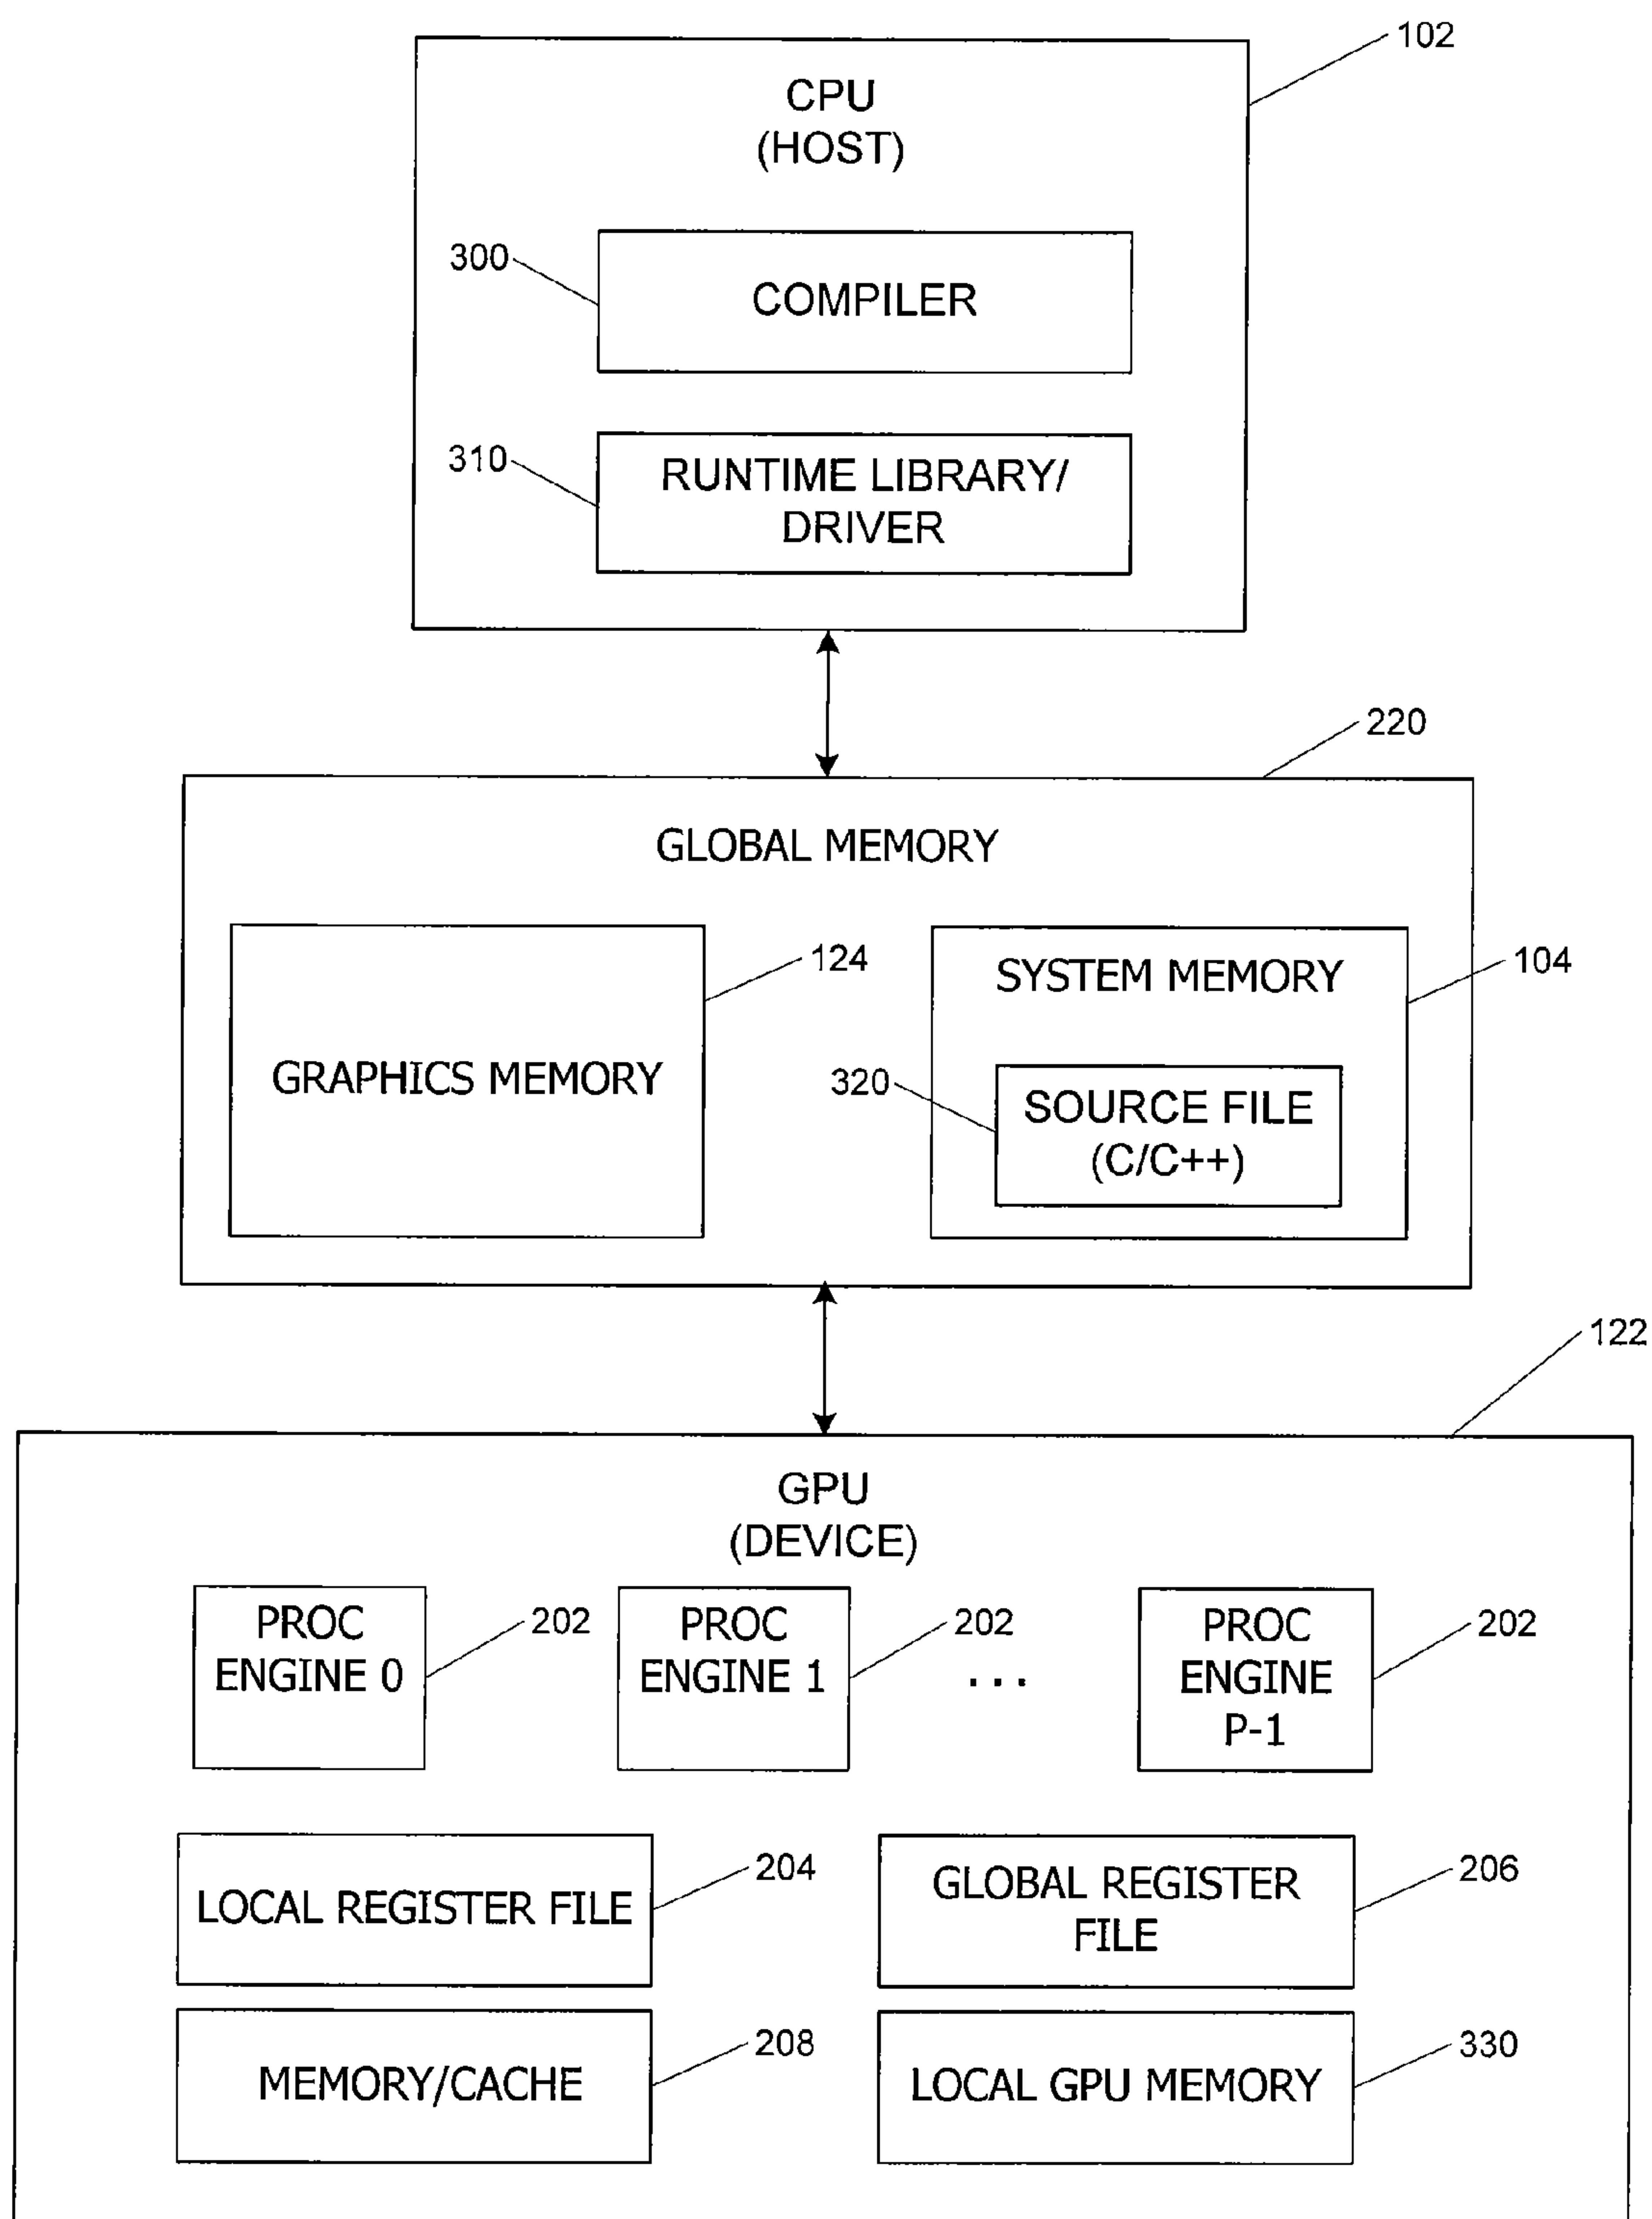 102
CPU
(HOST)
300
COMPILER
310
RUNTIME LIBRARY/
DRIVER
220
GLOBAL MEMORY
124
GRAPHICS MEMORY
104
SYSTEM MEMORY
320
SOURCE FILE
(C/C++)
122
GPU
(DEVICE)
PROC
ENGINE 0
202
PROC
ENGINE 1
202
...
PROC
ENGINE
P-1
202
LOCAL REGISTER FILE
204
GLOBAL REGISTER
FILE
206
MEMORY/CACHE
208
LOCAL GPU MEMORY
330